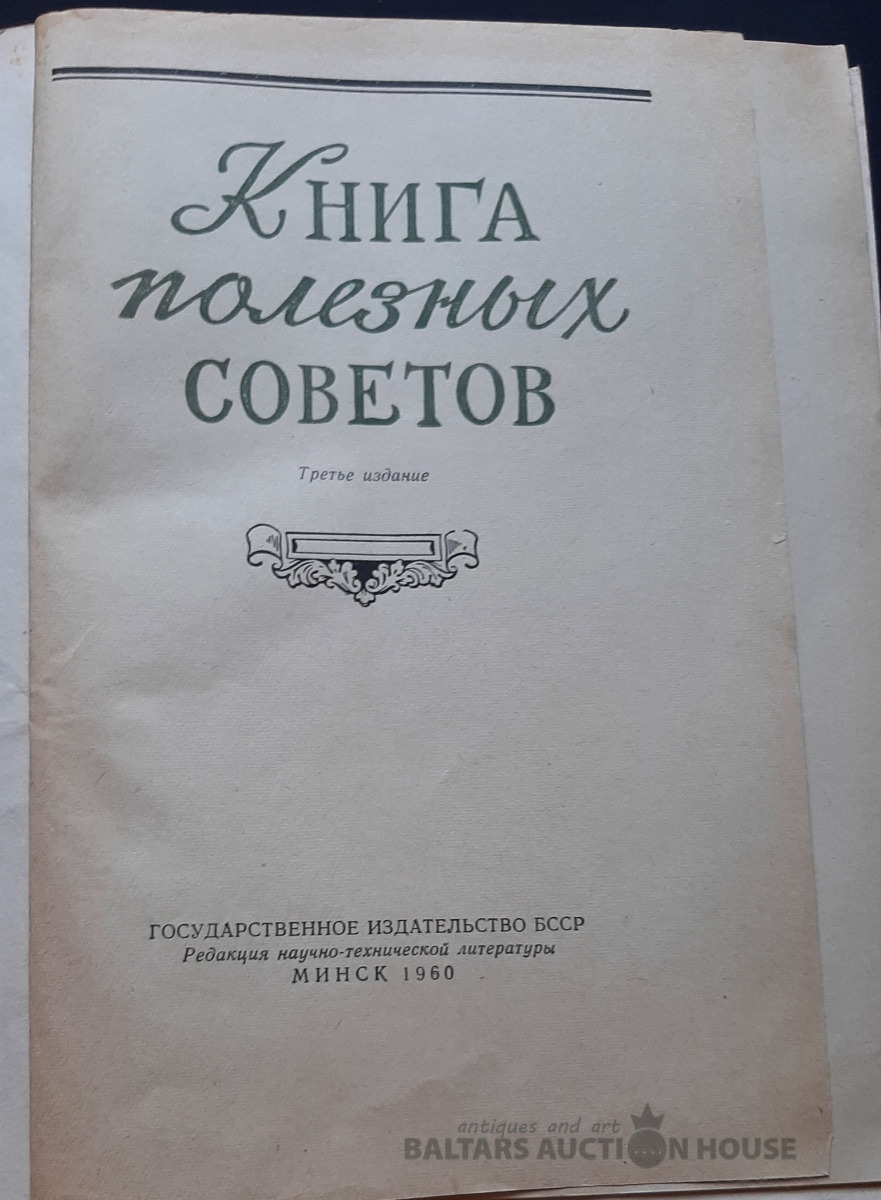 Книга
полезных
СОВЕТОВ
Третье издание
ГОСУДАРСТВЕННОЕ ИЗДАТЕЛЬСТВО БССР
Редакция научно-технической литературы
МИНСК 1960
antiques and art
BALTARS AUCTION HOUSE